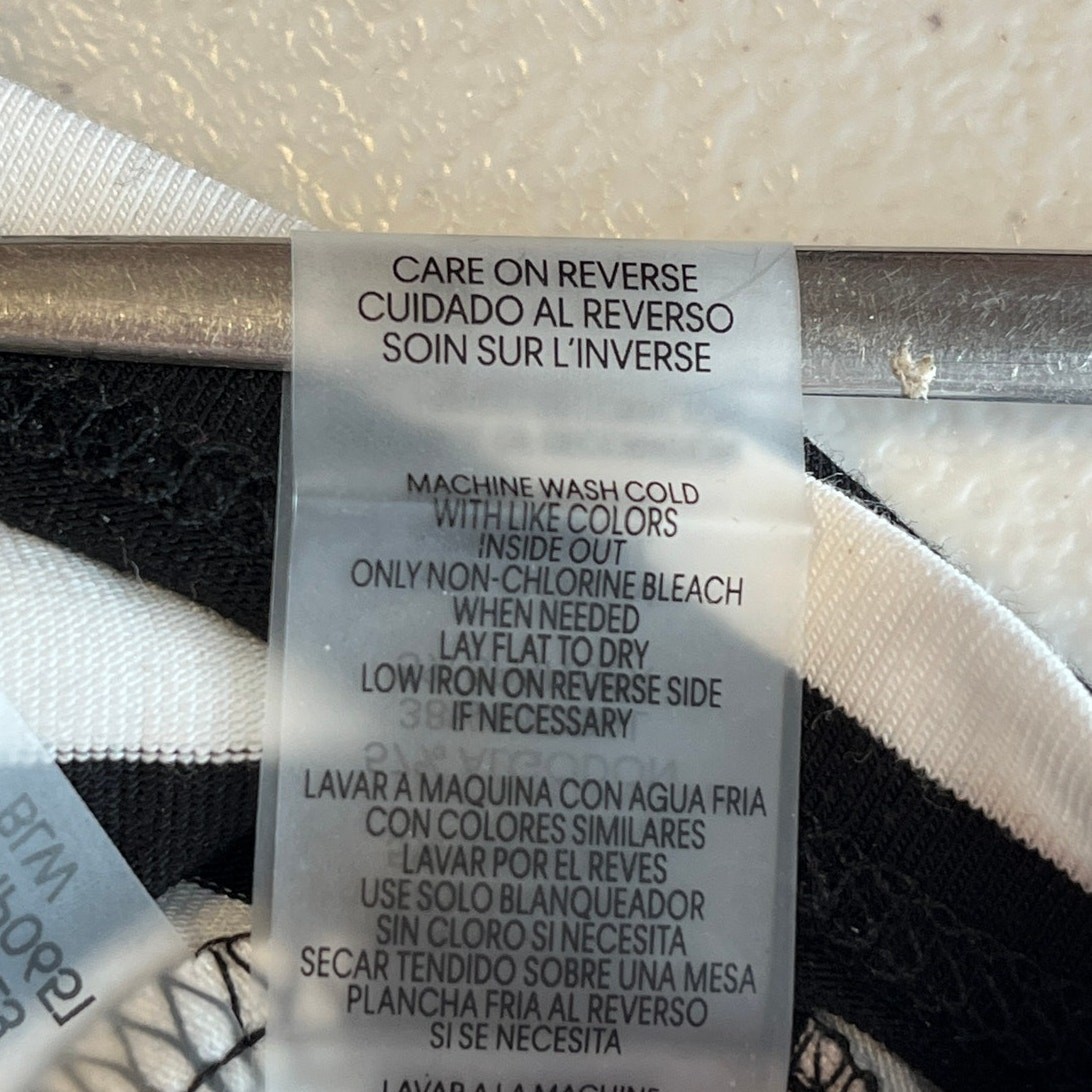 CARE ON REVERSE
CUIDADO AL REVERSO
SOIN SUR L'INVERSE
MACHINE WASH COLD
WITH LIKE COLORS
INSIDE OUT
ONLY NON-CHLORINE BLEACH
WHEN NEEDED
LAY FLAT TO DRY
LOW IRON ON REVERSE SIDE
IF NECESSARY
LAVAR A MAQUINA CON AGUA FRIA
CON COLORES SIMILARES
LAVAR POR EL REVES
USE SOLO BLANQUEADOR
SIN CLORO SI NECESITA
SECAR TENDIDO SOBRE UNA MESA
PLANCHA FRIA AL REVERSO
SI SE NECESITA
LAVAR A LA MACHINE